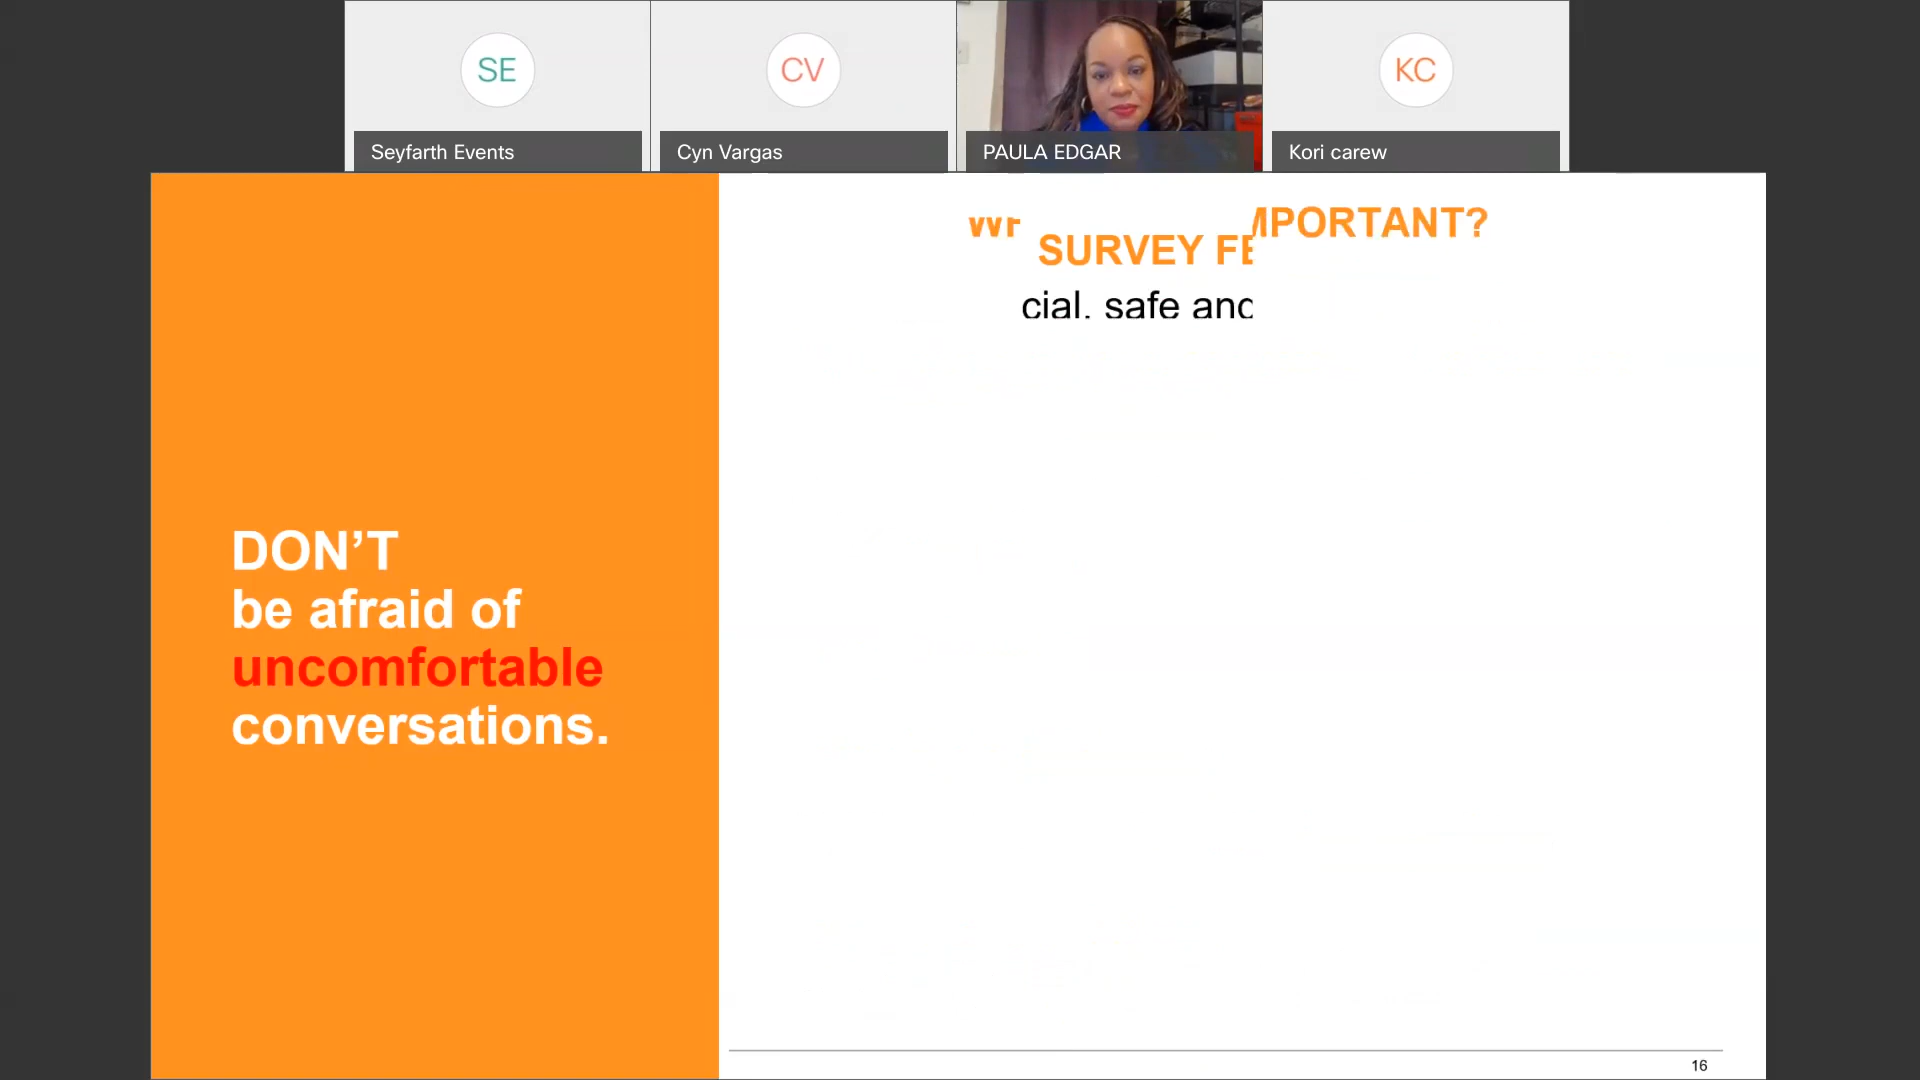 SE
CV
KC
Seyfarth Events
Cyn Vargas
PAULA EDGAR
Kori carew
MPORTANT?
SURVEY FE
cial, safe and
DON’T
be afraid of
uncomfortable
conversations.
16